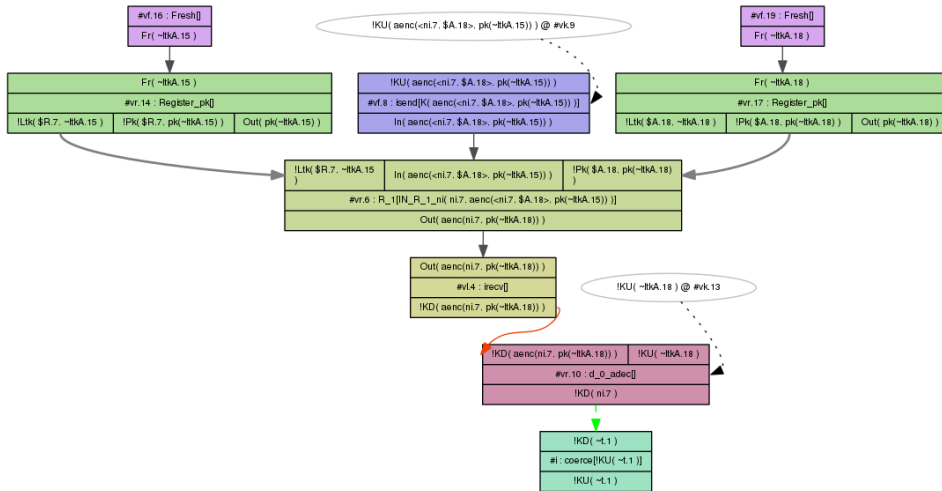 #vf.16 : Fresh[]
Fr( ~ltkA.15 )
!KU( aenc(<ni.7, $A.18>, pk(~ltkA.15)) ) @ #vk.9
#vf.19 : Fresh[]
Fr( ~ltkA.18 )
Fr( ~ltkA.15 )
#vr.14 : Register_pk[]
!Ltk( $R.7, ~ltkA.15 ) !Pk( $R.7, pk(~ltkA.15) ) Out( pk(~ltkA.15) )
!KU( aenc(<ni.7, $A.18>, pk(~ltkA.15)) )
#vf.8 : isend[K( aenc(<ni.7, $A.18>, pk(~ltkA.15)) )]
In( aenc(<ni.7, $A.18>, pk(~ltkA.15)) )
Fr( ~ltkA.18 )
#vr.17 : Register_pk[]
!Ltk( $A.18, ~ltkA.18 ) !Pk( $A.18, pk(~ltkA.18) ) Out( pk(~ltkA.18) )
!Ltk( $R.7, ~ltkA.15
)
In( aenc(<ni.7, $A.18>, pk(~ltkA.15)) )
!Pk( $A.18, pk(~ltkA.18)
)
#vr.6 : R_1[IN_R_1_ni( ni.7, aenc(<ni.7, $A.18>, pk(~ltkA.15)) )]
Out( aenc(ni.7, pk(~ltkA.18)) )
Out( aenc(ni.7, pk(~ltkA.18)) )
#vl.4 : irecv[]
!KD( aenc(ni.7, pk(~ltkA.18)) )
!KU( ~ltkA.18 ) @ #vk.13
!KD( aenc(ni.7, pk(~ltkA.18)) ) !KU( ~ltkA.18 )
#vr.10 : d_0_adec[]
!KD( ni.7 )
!KD( ~t.1 )
#i : coerce[!KU( ~t.1 )]
!KU( ~t.1 )